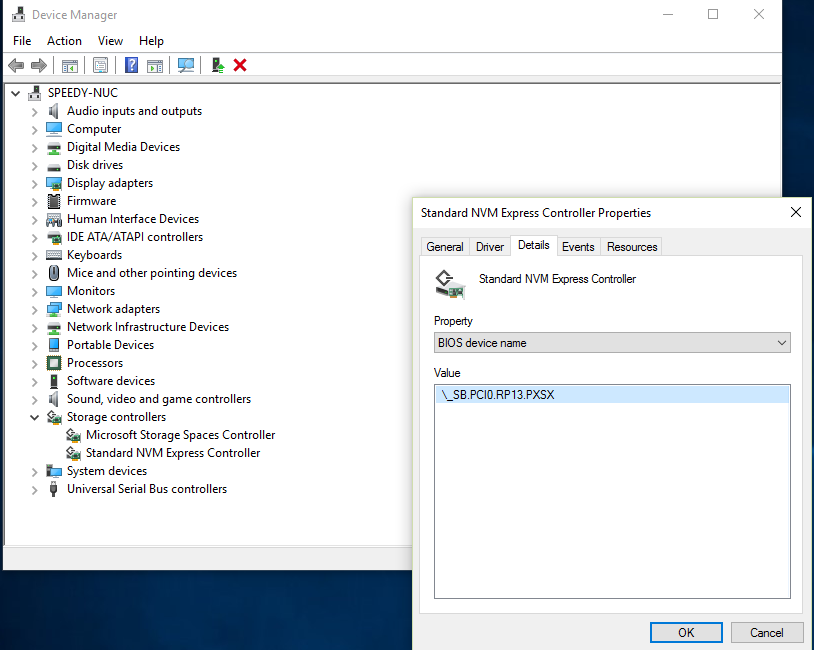 Device Manager
File Action View Help
SPEEDY-NUC
Audio inputs and outputs
Computer
Digital Media Devices
Disk drives
Display adapters
Firmware
Human Interface Devices
IDE ATA/ATAPI controllers
Keyboards
Mice and other pointing devices
Monitors
Network adapters
Network Infrastructure Devices
Portable Devices
Processors
Software devices
Sound, video and game controllers
Storage controllers
Microsoft Storage Spaces Controller
Standard NVM Express Controller
System devices
Universal Serial Bus controllers
Standard NVM Express Controller Properties
General Driver Details Events Resources
Standard NVM Express Controller
Property
BIOS device name
Value
\_SB.PCI0.RP13.PXSX
OK Cancel